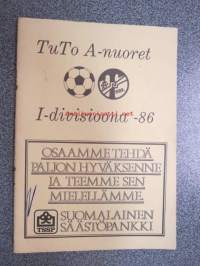 TuTo A-nuoret
I-divisioona -86
OSAAMME TEHDÄ
PALJON HYVÄKSENNE
JA TEEMME SEN
MIELELLÄMME.
TSSP
SUOMALAINEN
SÄÄSTÖPANKKI